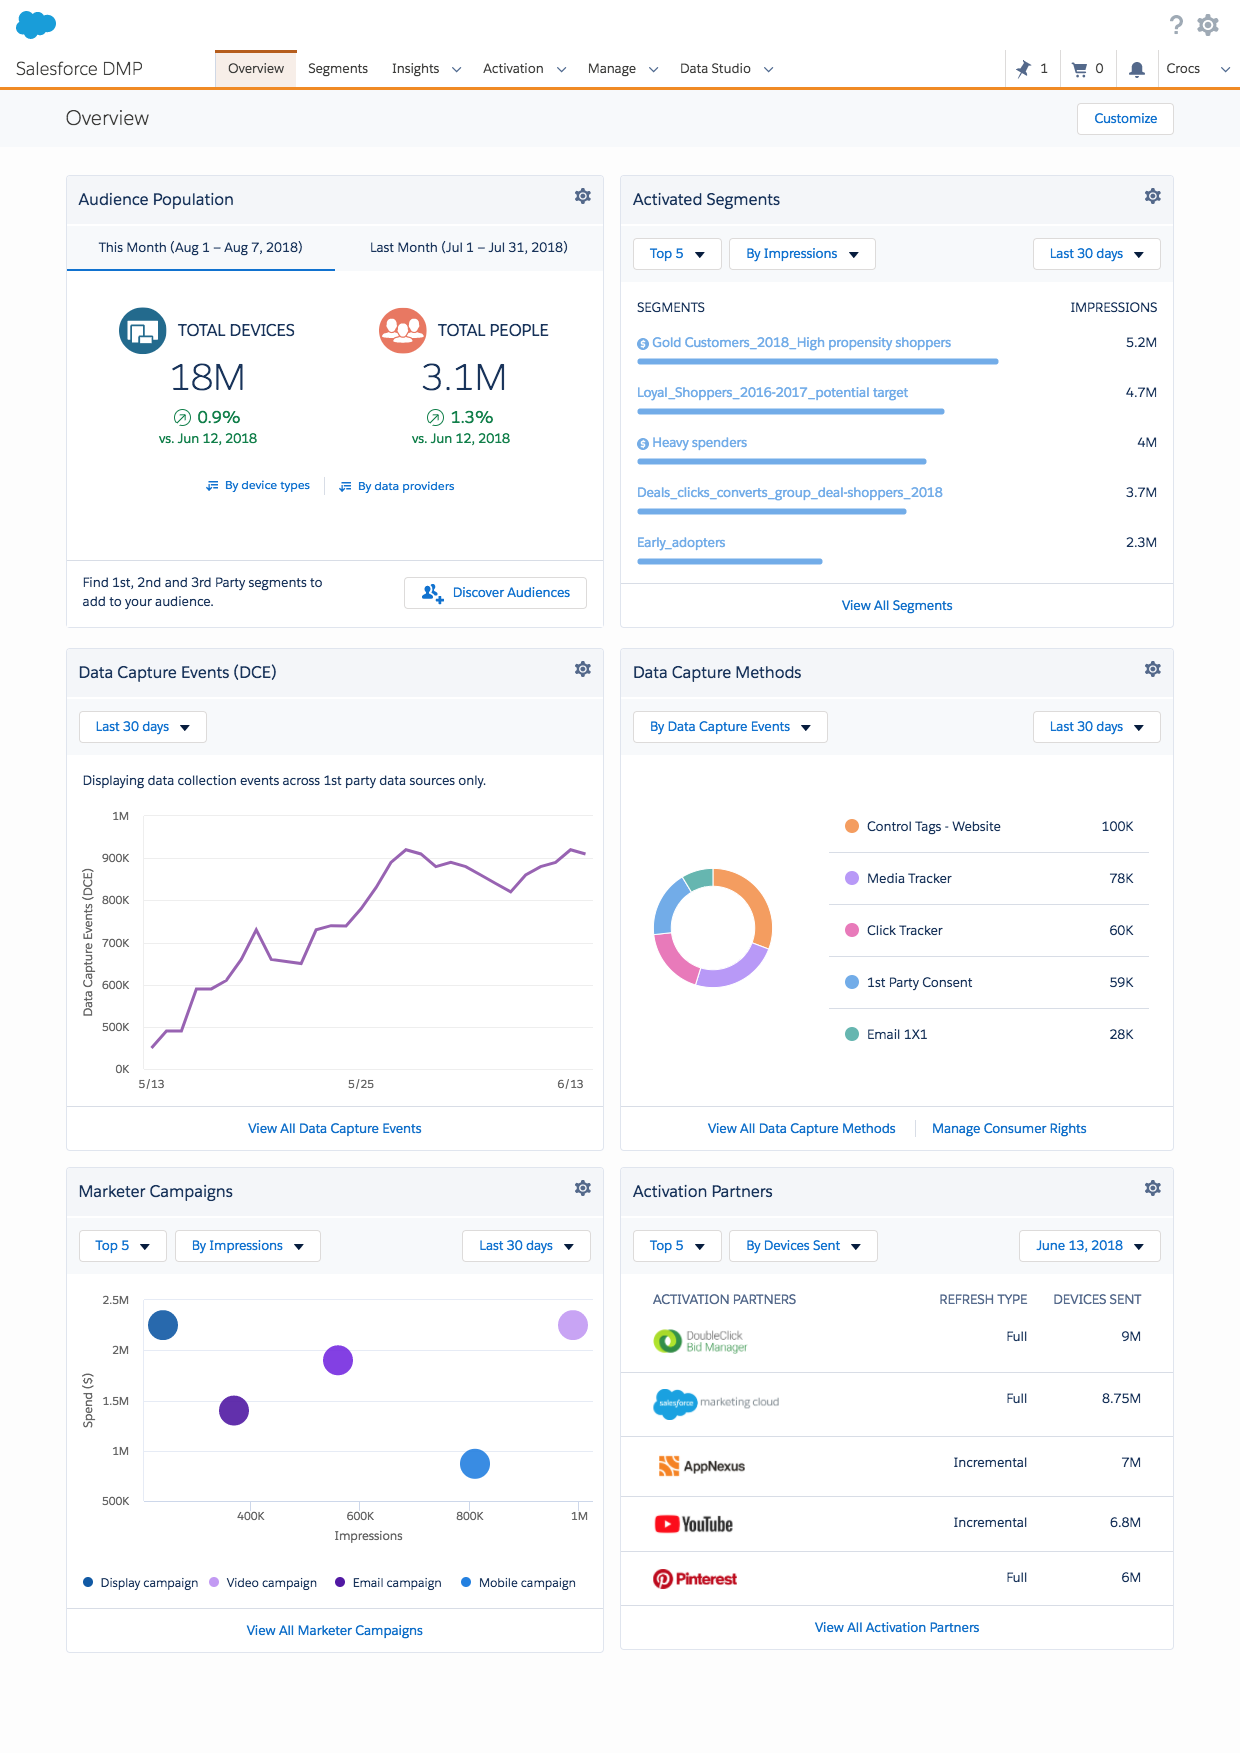 ?
Salesforce DMP
Overview
Segments
Insights
Activation
Manage
Data Studio
1
0
Crocs
Overview
Customize
Audience Population
This Month (Aug 1 – Aug 7, 2018)
Last Month (Jul 1 – Jul 31, 2018)
TOTAL DEVICES
18M
0.9%
vs. Jun 12, 2018
TOTAL PEOPLE
3.1M
1.3%
vs. Jun 12, 2018
By device types
By data providers
Find 1st, 2nd and 3rd Party segments to
add to your audience.
Discover Audiences
Activated Segments
Top 5
By Impressions
Last 30 days
SEGMENTS
IMPRESSIONS
$ Gold Customers_2018_High propensity shoppers
5.2M
Loyal_Shoppers_2016-2017_potential target
4.7M
$ Heavy spenders
4M
Deals_clicks_converts_group_deal-shoppers_2018
3.7M
Early_adopters
2.3M
View All Segments
Data Capture Events (DCE)
Last 30 days
Displaying data collection events across 1st party data sources only.
Data Capture Events (DCE)
1M
900K
800K
700K
600K
500K
0K
5/13
5/25
6/13
View All Data Capture Events
Data Capture Methods
By Data Capture Events
Last 30 days
Control Tags - Website
100K
Media Tracker
78K
Click Tracker
60K
1st Party Consent
59K
Email 1X1
28K
View All Data Capture Methods
Manage Consumer Rights
Marketer Campaigns
Top 5
By Impressions
Last 30 days
Spend ($)
2.5M
2M
1.5M
1M
500K
400K
600K
800K
1M
Impressions
Display campaign
Video campaign
Email campaign
Mobile campaign
View All Marketer Campaigns
Activation Partners
Top 5
By Devices Sent
June 13, 2018
ACTIVATION PARTNERS
REFRESH TYPE
DEVICES SENT
DoubleClick
Bid Manager
Full
9M
salesforce marketing cloud
Full
8.75M
AppNexus
Incremental
7M
YouTube
Incremental
6.8M
Pinterest
Full
6M
View All Activation Partners